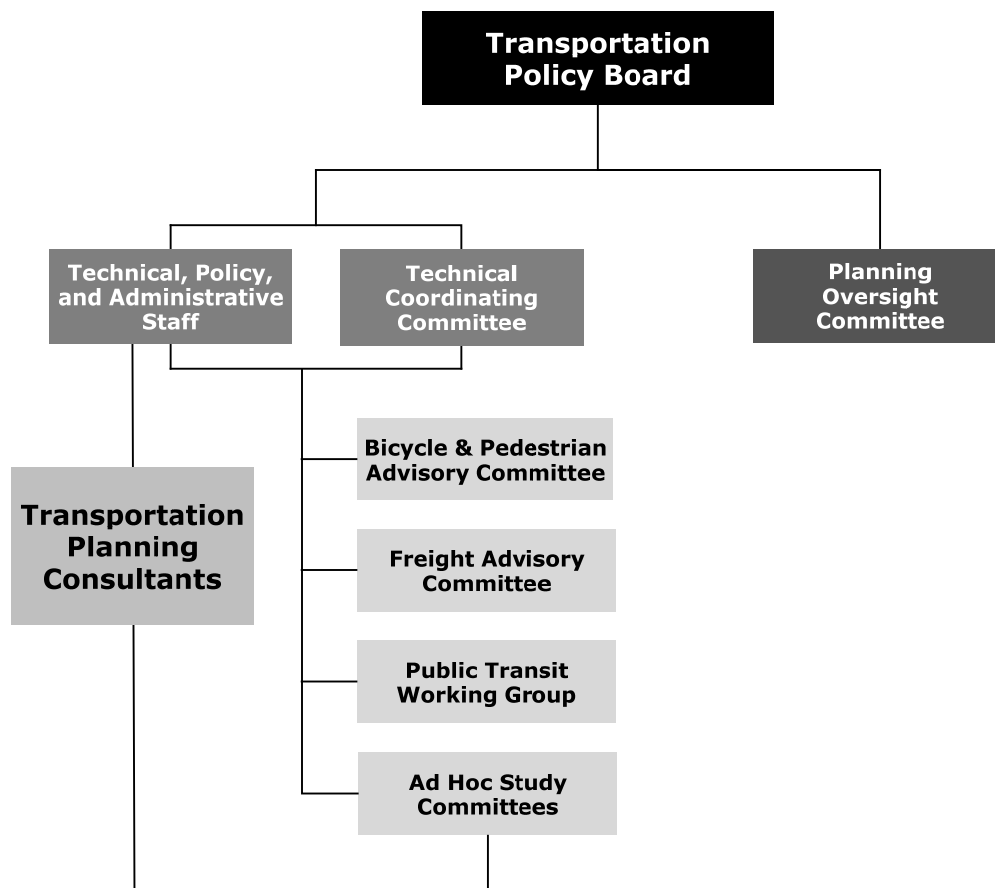 Transportation
Policy Board
Technical, Policy,
and Administrative
Staff
Technical
Coordinating
Committee
Planning
Oversight
Committee
Bicycle & Pedestrian
Advisory Committee
Transportation
Planning
Consultants
Freight Advisory
Committee
Public Transit
Working Group
Ad Hoc Study
Committees